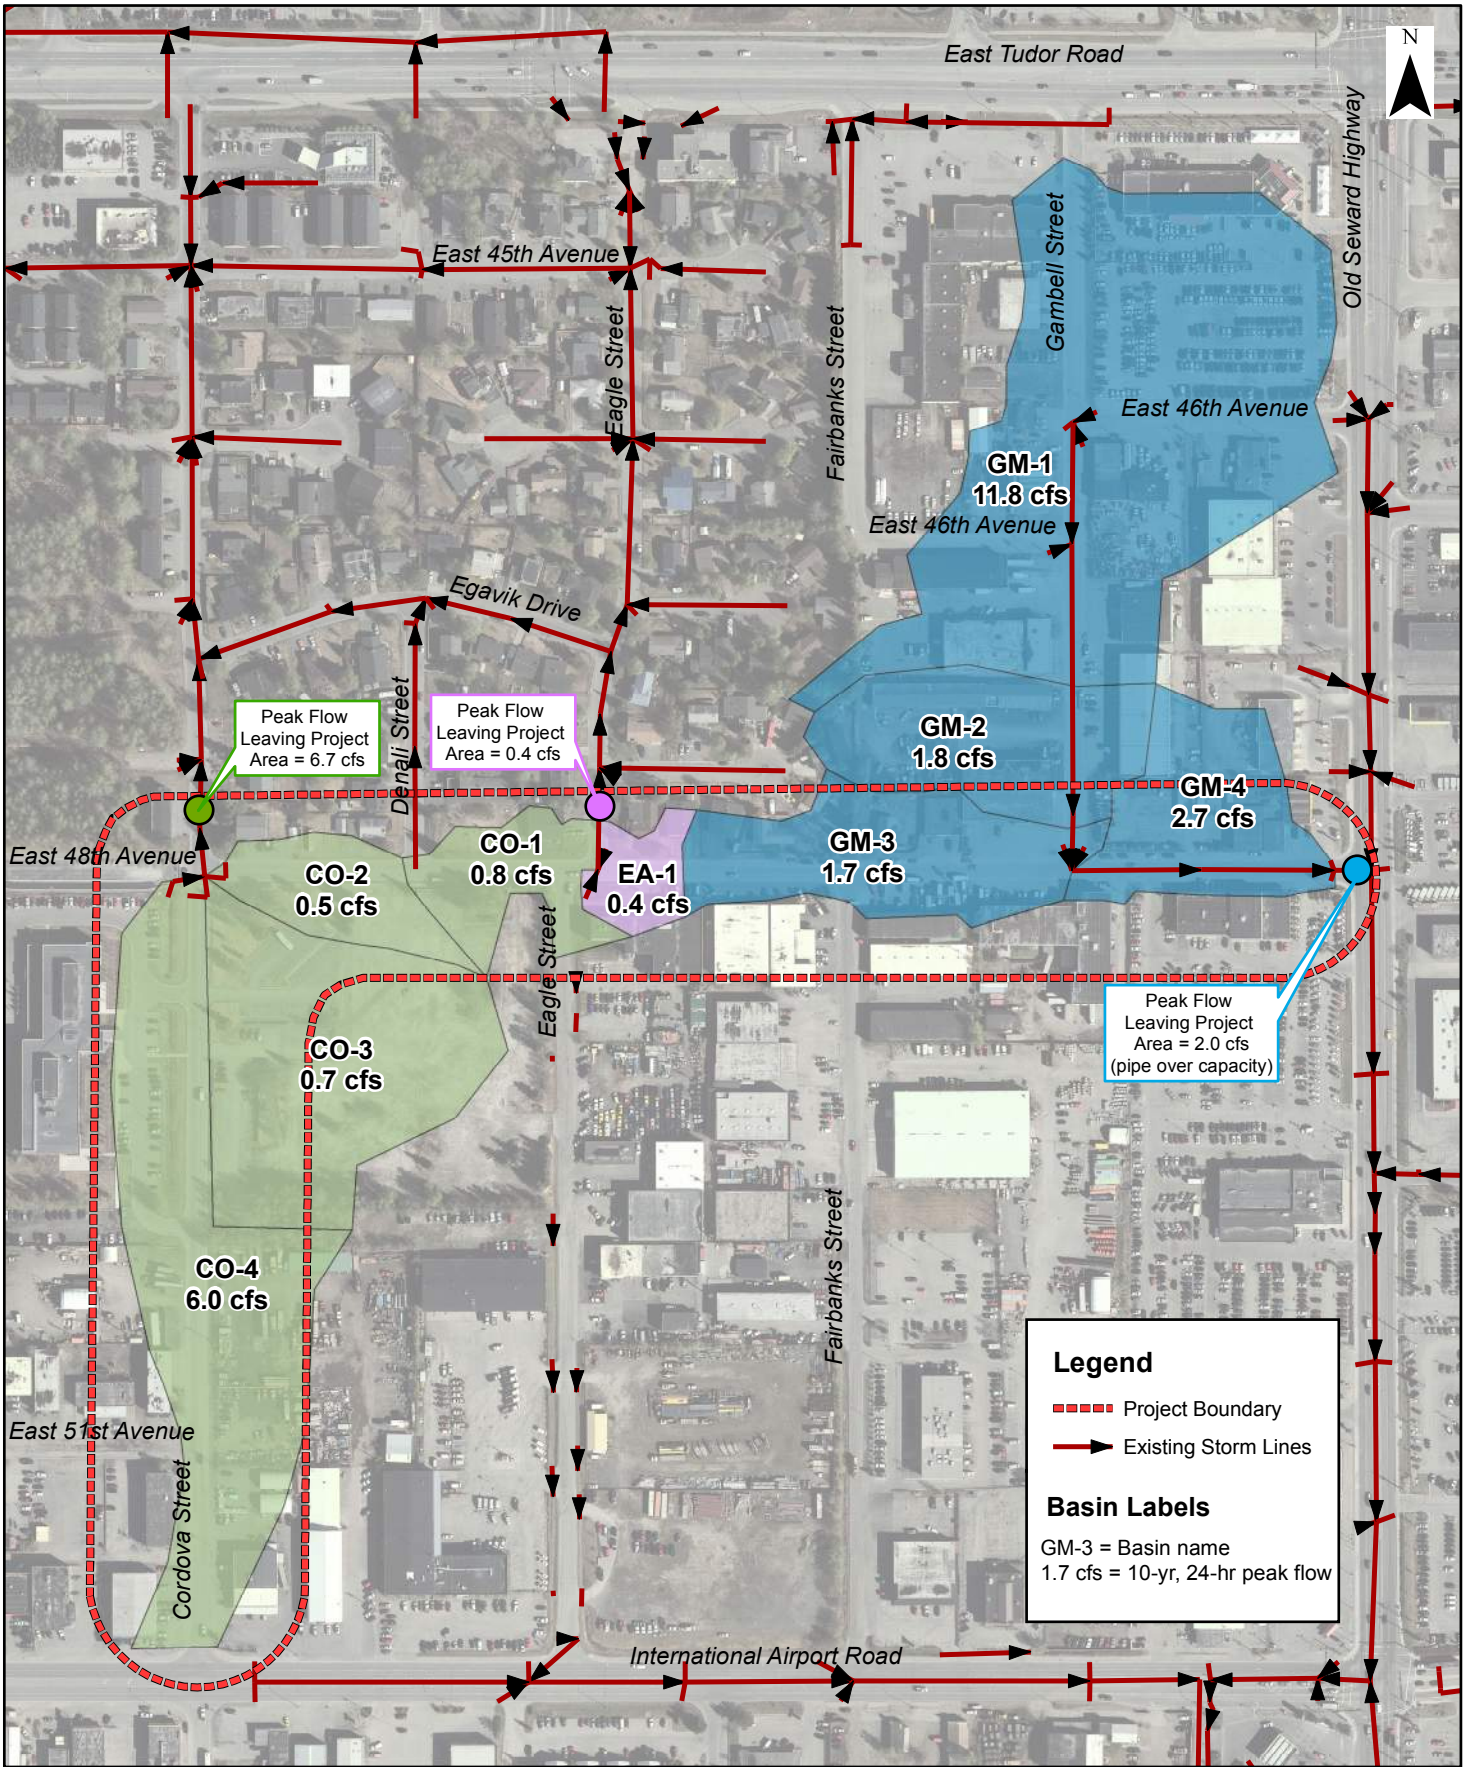 N
East Tudor Road
Old Seward Highway
Gambell Street
East 45th Avenue
Eagle Street
Fairbanks Street
East 46th Avenue
GM-1
11.8 cfs
East 46th Avenue
Egavik Drive
Denali Street
Peak Flow
Leaving Project
Area = 6.7 cfs
Peak Flow
Leaving Project
Area = 0.4 cfs
GM-2
1.8 cfs
GM-4
2.7 cfs
East 48th Avenue
CO-2
0.5 cfs
CO-1
0.8 cfs
EA-1
0.4 cfs
GM-3
1.7 cfs
Eagle Street
Peak Flow
Leaving Project
Area = 2.0 cfs
(pipe over capacity)
CO-3
0.7 cfs
CO-4
6.0 cfs
Fairbanks Street
East 51st Avenue
Cordova Street
International Airport Road
Legend
Project Boundary
Existing Storm Lines
Basin Labels
GM-3 = Basin name
1.7 cfs = 10-yr, 24-hr peak flow